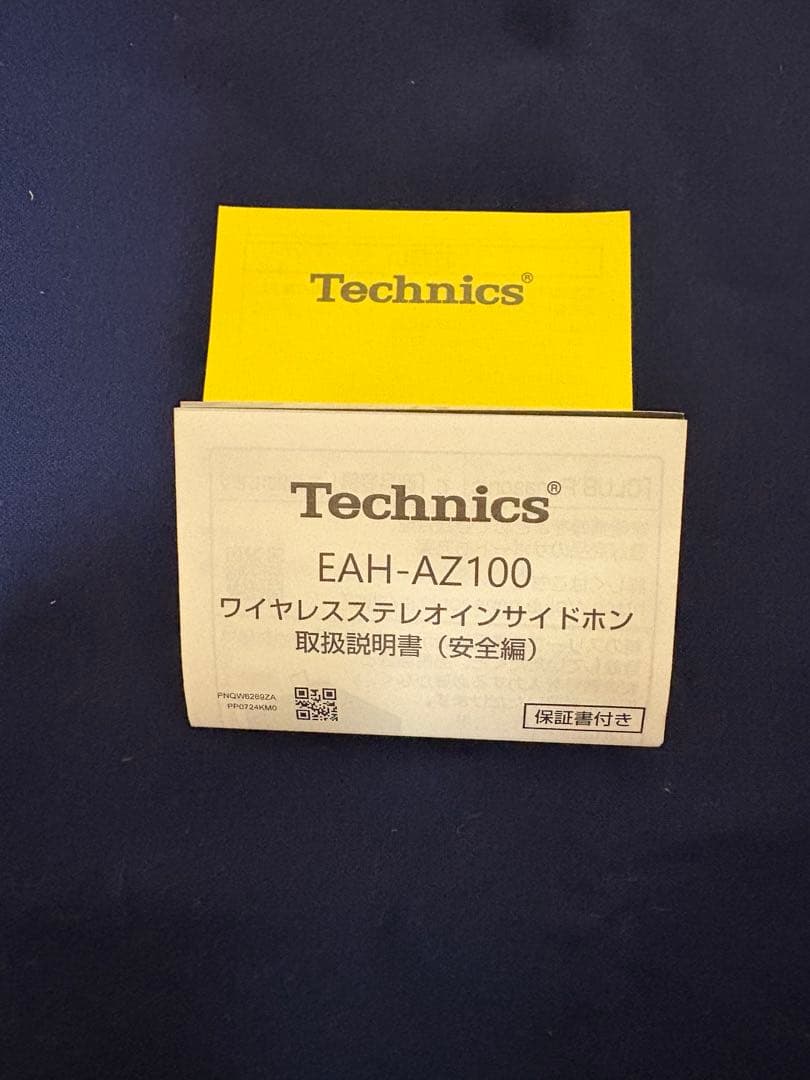 Technics®
Technics®
EAH-AZ100
ワイヤレスステレオインサイドホン
取扱説明書（安全編）
PNQW6269ZA
PP0724KM0
保証書付き